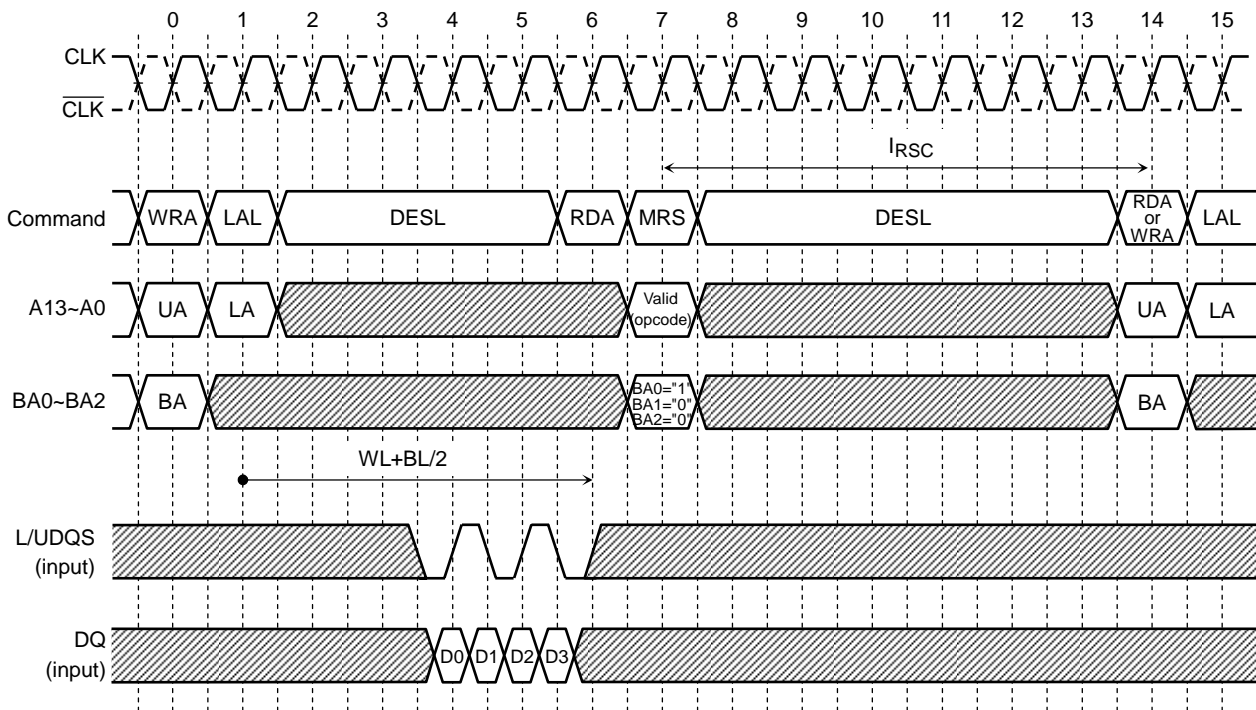 0 1 2 3 4 5 6 7 8 9 10 11 12 13 14 15
CLK
CLK
IRSC
Command WRA LAL DESL RDA MRS DESL RDA or WRA LAL
A13~A0 UA LA Valid (opcode) UA LA
BA0~BA2 BA BA0="1" BA1="0" BA2="0" BA
WL+BL/2
L/UDQS
(input)
DQ
(input)
D0 D1 D2 D3